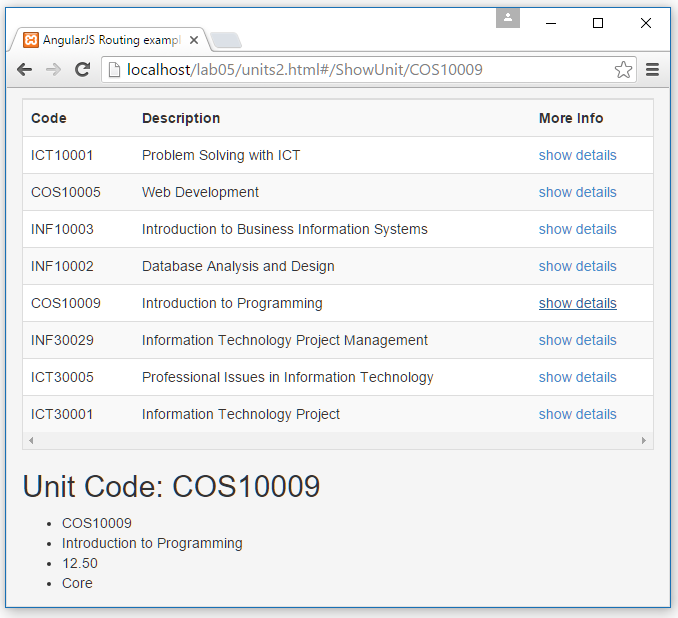 AngularJS Routing exampl
localhost/lab05/units2.html#/ShowUnit/COS10009
Code Description More Info
ICT10001 Problem Solving with ICT show details
COS10005 Web Development show details
INF10003 Introduction to Business Information Systems show details
INF10002 Database Analysis and Design show details
COS10009 Introduction to Programming show details
INF30029 Information Technology Project Management show details
ICT30005 Professional Issues in Information Technology show details
ICT30001 Information Technology Project show details
Unit Code: COS10009
• COS10009
• Introduction to Programming
• 12.50
• Core